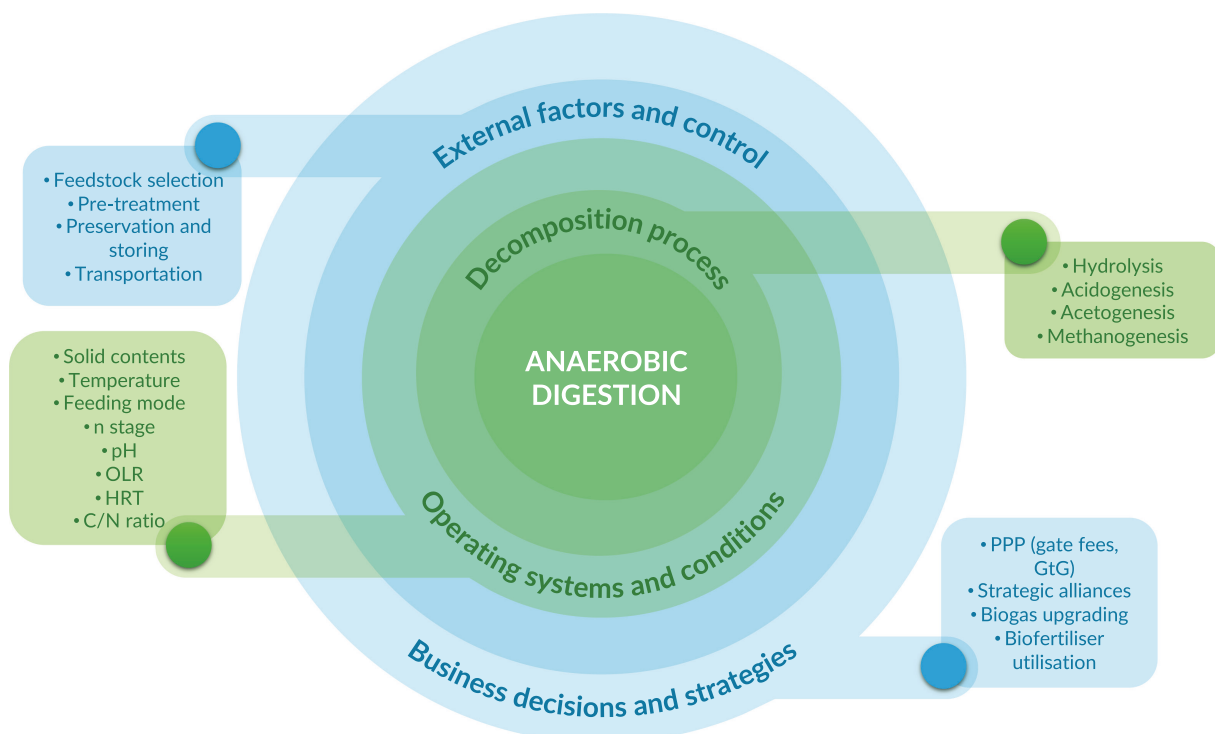 External factors and control
• Feedstock selection
• Pre-treatment
• Preservation and
storing
• Transportation
Decomposition process
• Hydrolysis
• Acidogenesis
• Acetogenesis
• Methanogenesis
ANAEROBIC
DIGESTION
• Solid contents
• Temperature
• Feeding mode
• n stage
• pH
• OLR
• HRT
• C/N ratio
Operating systems and conditions
• PPP (gate fees,
GtG)
• Strategic alliances
• Biogas upgrading
• Biofertiliser
utilisation
Business decisions and strategies